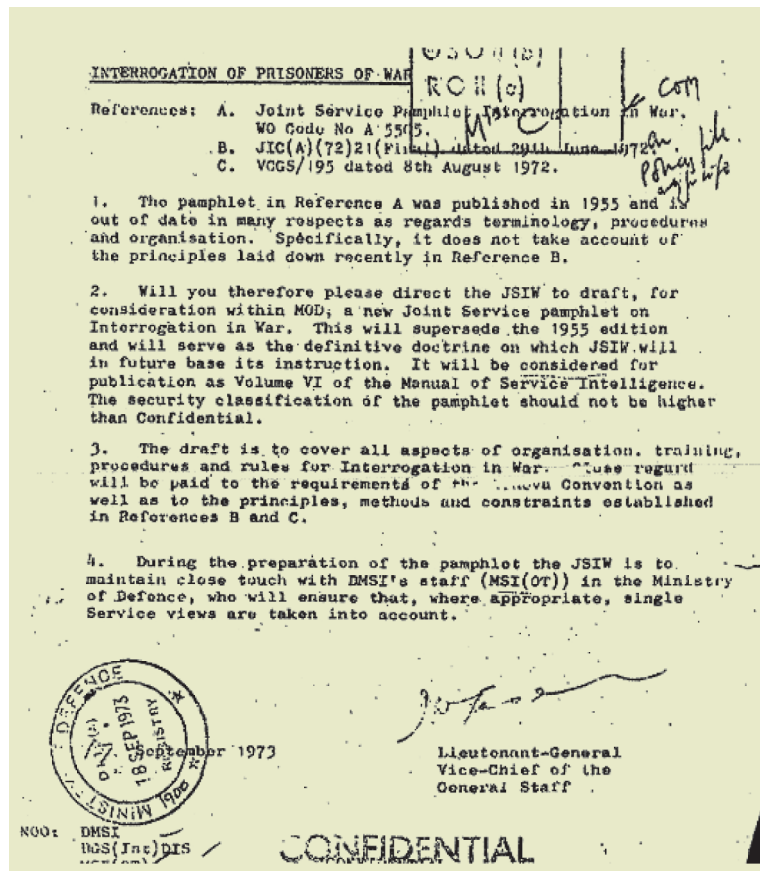 GSO II (b)
INTERROGATION OF PRISONERS OF WAR
RO II (c)
COM
References: A. Joint Service Pamphlet Interrogation in War.
WO Code No A 5505.
B. JIC(A)(72)21(Final) dated 29th June 1972.
Policy file.
C. VCGS/195 dated 8th August 1972.
1. The pamphlet in Reference A was published in 1955 and is
out of date in many respects as regards terminology, procedures
and organisation. Specifically, it does not take account of
the principles laid down recently in Reference B.
2. Will you therefore please direct the JSIW to draft, for
consideration within MOD, a new Joint Service pamphlet on
Interrogation in War. This will supersede the 1955 edition
and will serve as the definitive doctrine on which JSIW will
in future base its instruction. It will be considered for
publication as Volume VI of the Manual of Service Intelligence.
The security classification of the pamphlet should not be higher
than Confidential.
3. The draft is to cover all aspects of organisation, training,
procedures and rules for Interrogation in War. Close regard
will be paid to the requirements of the Geneva Convention as
well as to the principles, methods and constraints established
in References B and C.
4. During the preparation of the pamphlet the JSIW is to
maintain close touch with DMSI's staff (MSI(OT)) in the Ministry
of Defence, who will ensure that, where appropriate, single
Service views are taken into account.
MINISTRY DEFENCE
18 SEP 1973
REGISTRY
September 1973
Lieutenant-General
Vice-Chief of the
General Staff
DMSI
DGS(Int)DIS
CONFIDENTIAL